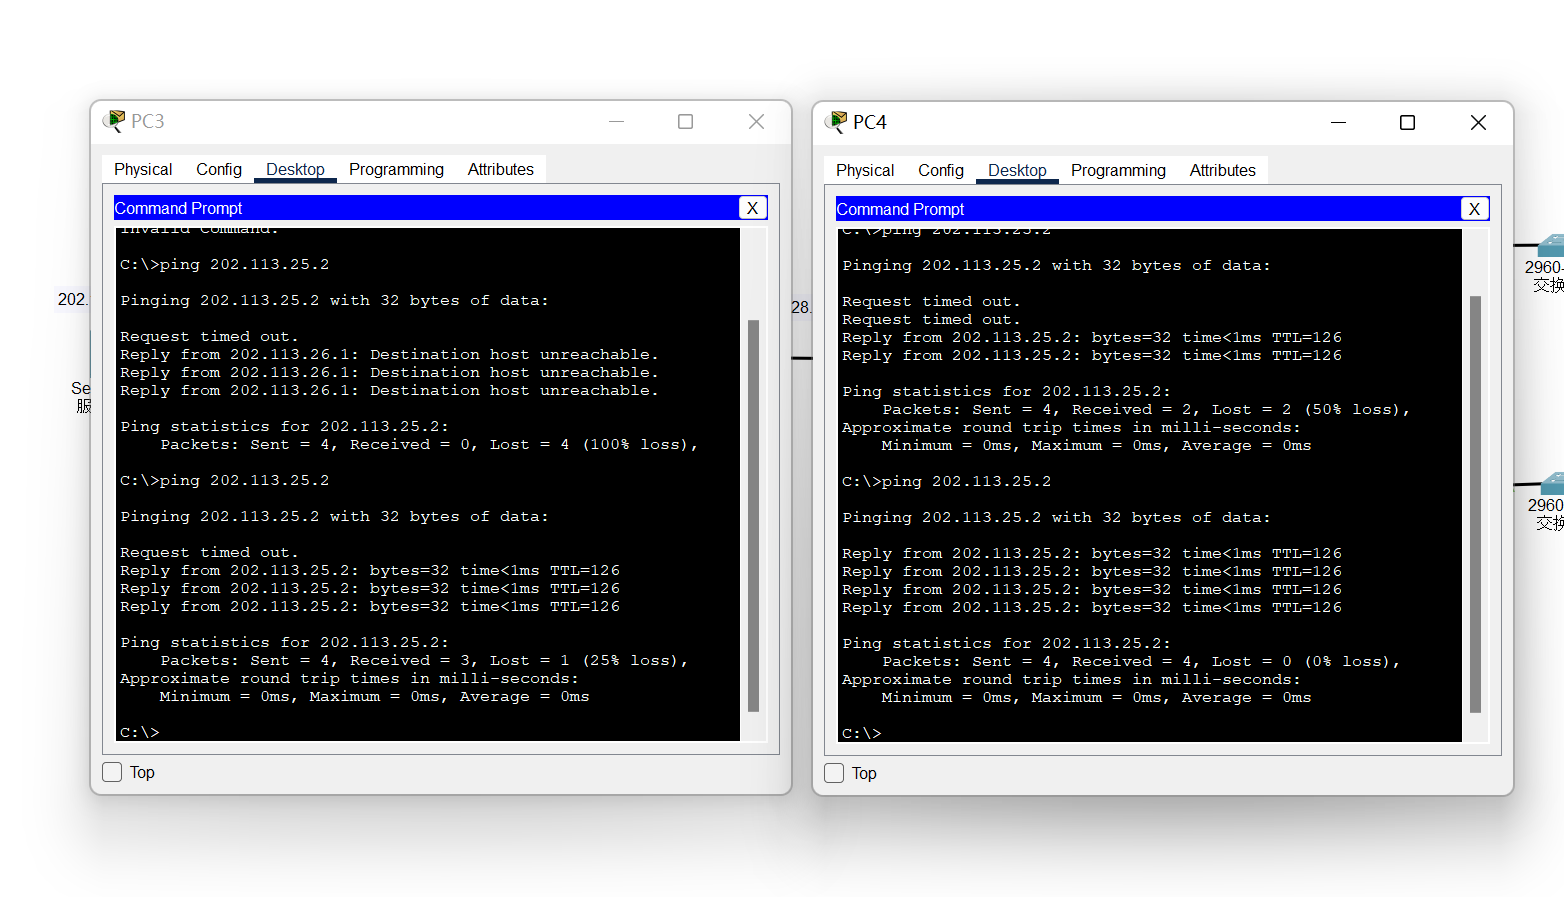 PC3
Physical Config Desktop Programming Attributes
Command Prompt
X
Invalid Command.
C:\>ping 202.113.25.2
Pinging 202.113.25.2 with 32 bytes of data:
Request timed out.
Reply from 202.113.26.1: Destination host unreachable.
Reply from 202.113.26.1: Destination host unreachable.
Reply from 202.113.26.1: Destination host unreachable.
Ping statistics for 202.113.25.2:
Packets: Sent = 4, Received = 0, Lost = 4 (100% loss),
C:\>ping 202.113.25.2
Pinging 202.113.25.2 with 32 bytes of data:
Request timed out.
Reply from 202.113.25.2: bytes=32 time<1ms TTL=126
Reply from 202.113.25.2: bytes=32 time<1ms TTL=126
Reply from 202.113.25.2: bytes=32 time<1ms TTL=126
Ping statistics for 202.113.25.2:
Packets: Sent = 4, Received = 3, Lost = 1 (25% loss),
Approximate round trip times in milli-seconds:
Minimum = 0ms, Maximum = 0ms, Average = 0ms
C:\>
Top
PC4
Physical Config Desktop Programming Attributes
Command Prompt
X
C:\>ping 202.113.25.2
Pinging 202.113.25.2 with 32 bytes of data:
Request timed out.
Request timed out.
Reply from 202.113.25.2: bytes=32 time<1ms TTL=126
Reply from 202.113.25.2: bytes=32 time<1ms TTL=126
Ping statistics for 202.113.25.2:
Packets: Sent = 4, Received = 2, Lost = 2 (50% loss),
Approximate round trip times in milli-seconds:
Minimum = 0ms, Maximum = 0ms, Average = 0ms
C:\>ping 202.113.25.2
Pinging 202.113.25.2 with 32 bytes of data:
Reply from 202.113.25.2: bytes=32 time<1ms TTL=126
Reply from 202.113.25.2: bytes=32 time<1ms TTL=126
Reply from 202.113.25.2: bytes=32 time<1ms TTL=126
Reply from 202.113.25.2: bytes=32 time<1ms TTL=126
Ping statistics for 202.113.25.2:
Packets: Sent = 4, Received = 4, Lost = 0 (0% loss),
Approximate round trip times in milli-seconds:
Minimum = 0ms, Maximum = 0ms, Average = 0ms
C:\>
Top
202.
Se
服
28.
2960-
交换
2960
交换